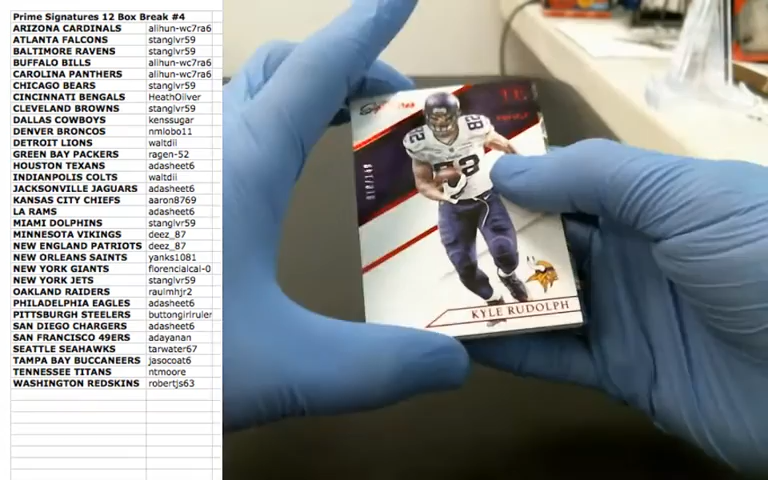 Prime Signatures 12 Box Break #4
ARIZONA CARDINALS alihun-wc7ra6
ATLANTA FALCONS stanglvr59
BALTIMORE RAVENS stanglvr59
BUFFALO BILLS alihun-wc7ra6
CAROLINA PANTHERS alihun-wc7ra6
CHICAGO BEARS stanglvr59
CINCINNATI BENGALS HeathOliver
CLEVELAND BROWNS stanglvr59
DALLAS COWBOYS kenssugar
DENVER BRONCOS nmlobo11
DETROIT LIONS waltdii
GREEN BAY PACKERS ragen-52
HOUSTON TEXANS adasheet6
INDIANPOLIS COLTS waltdii
JACKSONVILLE JAGUARS adasheet6
KANSAS CITY CHIEFS aaron8769
LA RAMS adasheet6
MIAMI DOLPHINS stanglvr59
MINNESOTA VIKINGS deez_87
NEW ENGLAND PATRIOTS deez_87
NEW ORLEANS SAINTS yanks1081
NEW YORK GIANTS florencialcal-0
NEW YORK JETS stanglvr59
OAKLAND RAIDERS raulmhjr2
PHILADELPHIA EAGLES adasheet6
PITTSBURGH STEELERS buttongirlruler
SAN DIEGO CHARGERS adasheet6
SAN FRANCISCO 49ERS adayanan
SEATTLE SEAHAWKS tarwater67
TAMPA BAY BUCCANEERS jasocoat6
TENNESSEE TITANS ntmoore
WASHINGTON REDSKINS robertjs63
82
82
KYLE RUDOLPH